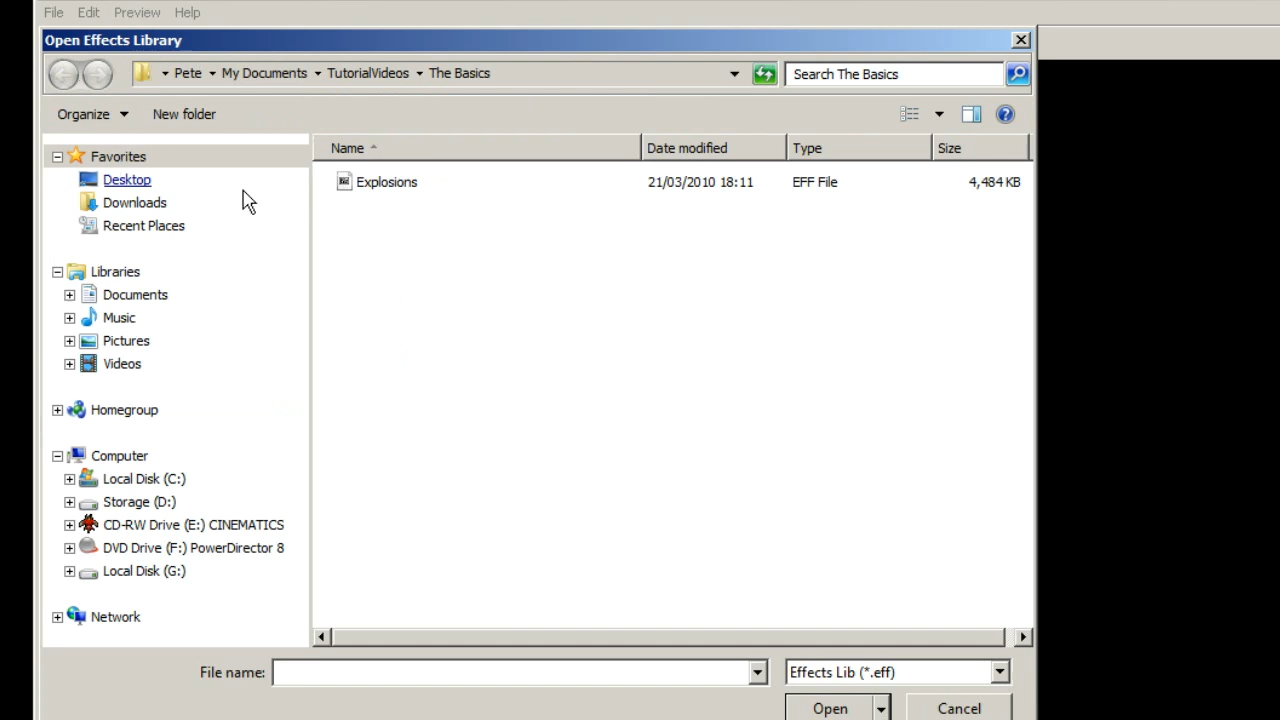 File Edit Preview Help
Open Effects Library
Pete My Documents TutorialVideos The Basics Search The Basics
Organize New folder
Name Date modified Type Size
Explosions 21/03/2010 18:11 EFF File 4,484 KB
Favorites
Desktop
Downloads
Recent Places
Libraries
Documents
Music
Pictures
Videos
Homegroup
Computer
Local Disk (C:)
Storage (D:)
CD-RW Drive (E:) CINEMATICS
DVD Drive (F:) PowerDirector 8
Local Disk (G:)
Network
File name: Effects Lib (*.eff)
Open Cancel